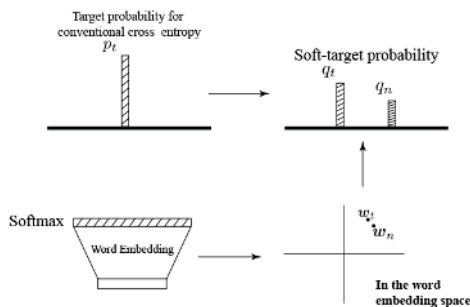 Target probability for
conventional cross entropy
p_t
Soft-target probability
q_t
q_n
Softmax
Word Embedding
w_t
w_n
In the word
embedding space